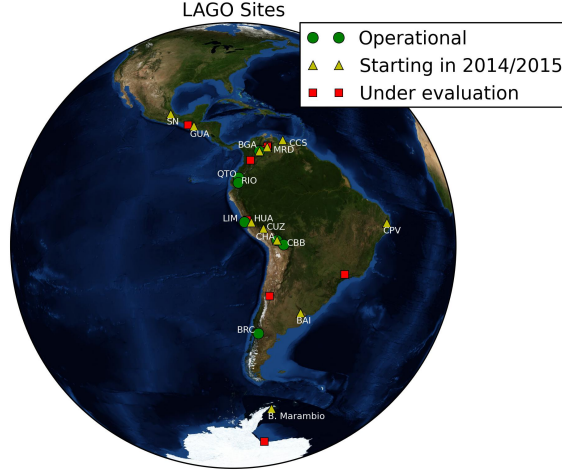 LAGO Sites
Operational
Starting in 2014/2015
Under evaluation
SN
GUA
CCS
BGA
MRD
QTO
RIO
LIM
HUA
CUZ
CPV
CHA
CBB
BAI
BRC
B. Marambio